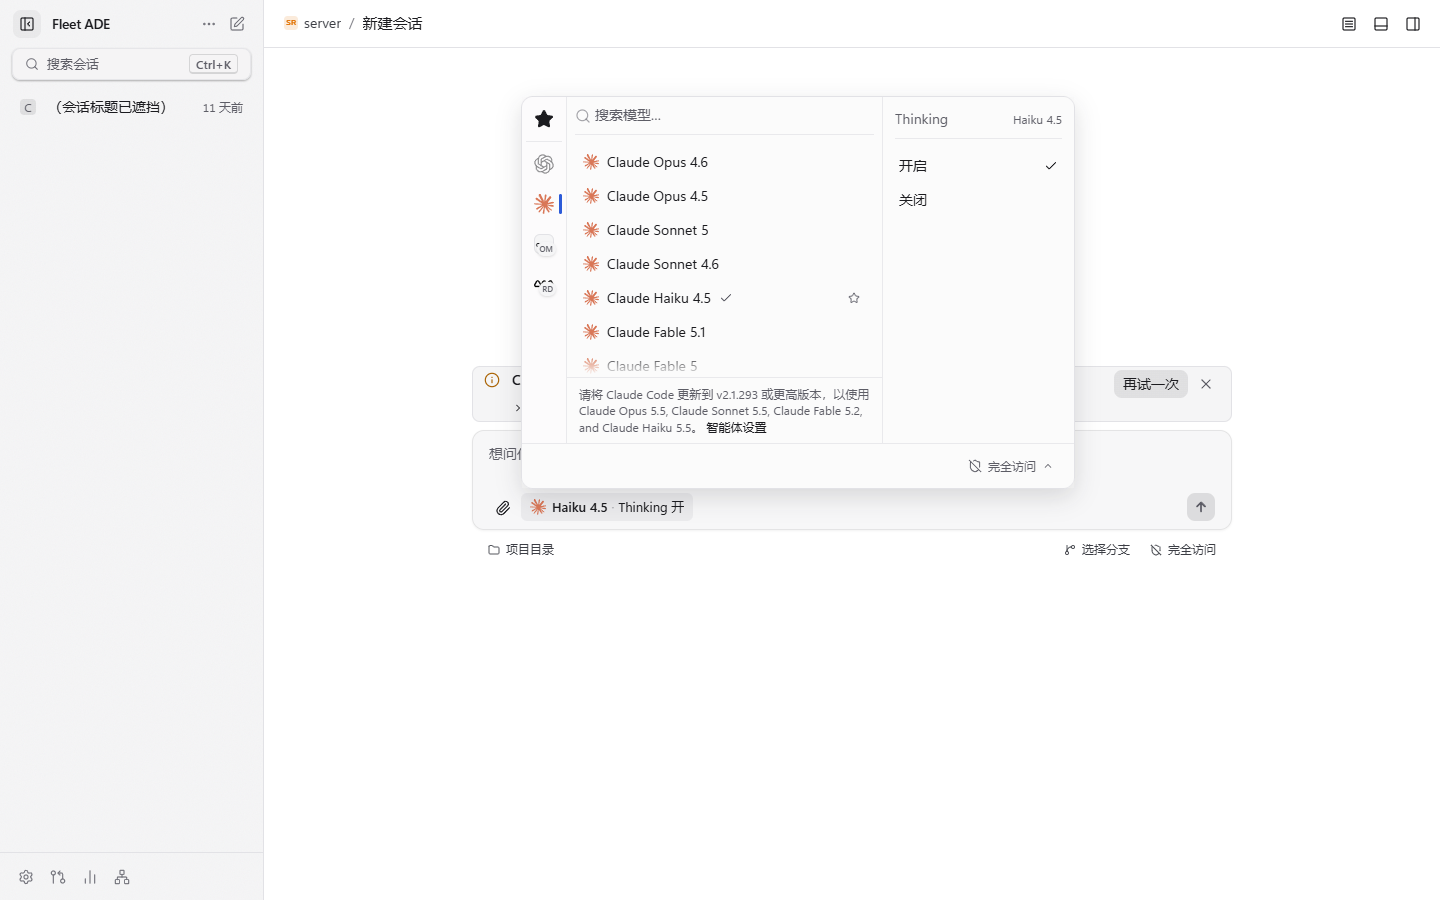 Fleet ADE
搜索会话
Ctrl+K
C
（会话标题已遮挡）
11 天前
SR
server / 新建会话
搜索模型...
Claude Opus 4.6
Claude Opus 4.5
Claude Sonnet 5
Claude Sonnet 4.6
Claude Haiku 4.5
Claude Fable 5.1
Claude Fable 5
OM
RD
请将 Claude Code 更新到 v2.1.293 或更高版本，以使用
Claude Opus 5.5, Claude Sonnet 5.5, Claude Fable 5.2,
and Claude Haiku 5.5。 智能体设置
Thinking
Haiku 4.5
开启
关闭
完全访问
C
再试一次
想问
Haiku 4.5 · Thinking 开
项目目录
选择分支
完全访问